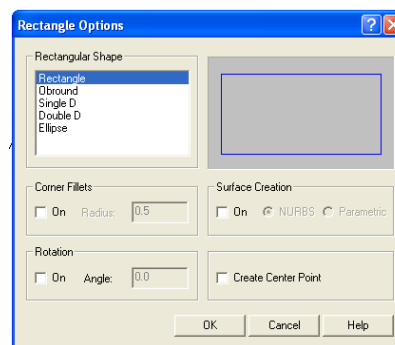 Rectangle Options
Rectangular Shape
Rectangle
Obround
Single D
Double D
Ellipse
Corner Fillets
On Radius: 0.5
Surface Creation
On NURBS Parametric
Rotation
On Angle: 0.0
Create Center Point
OK Cancel Help